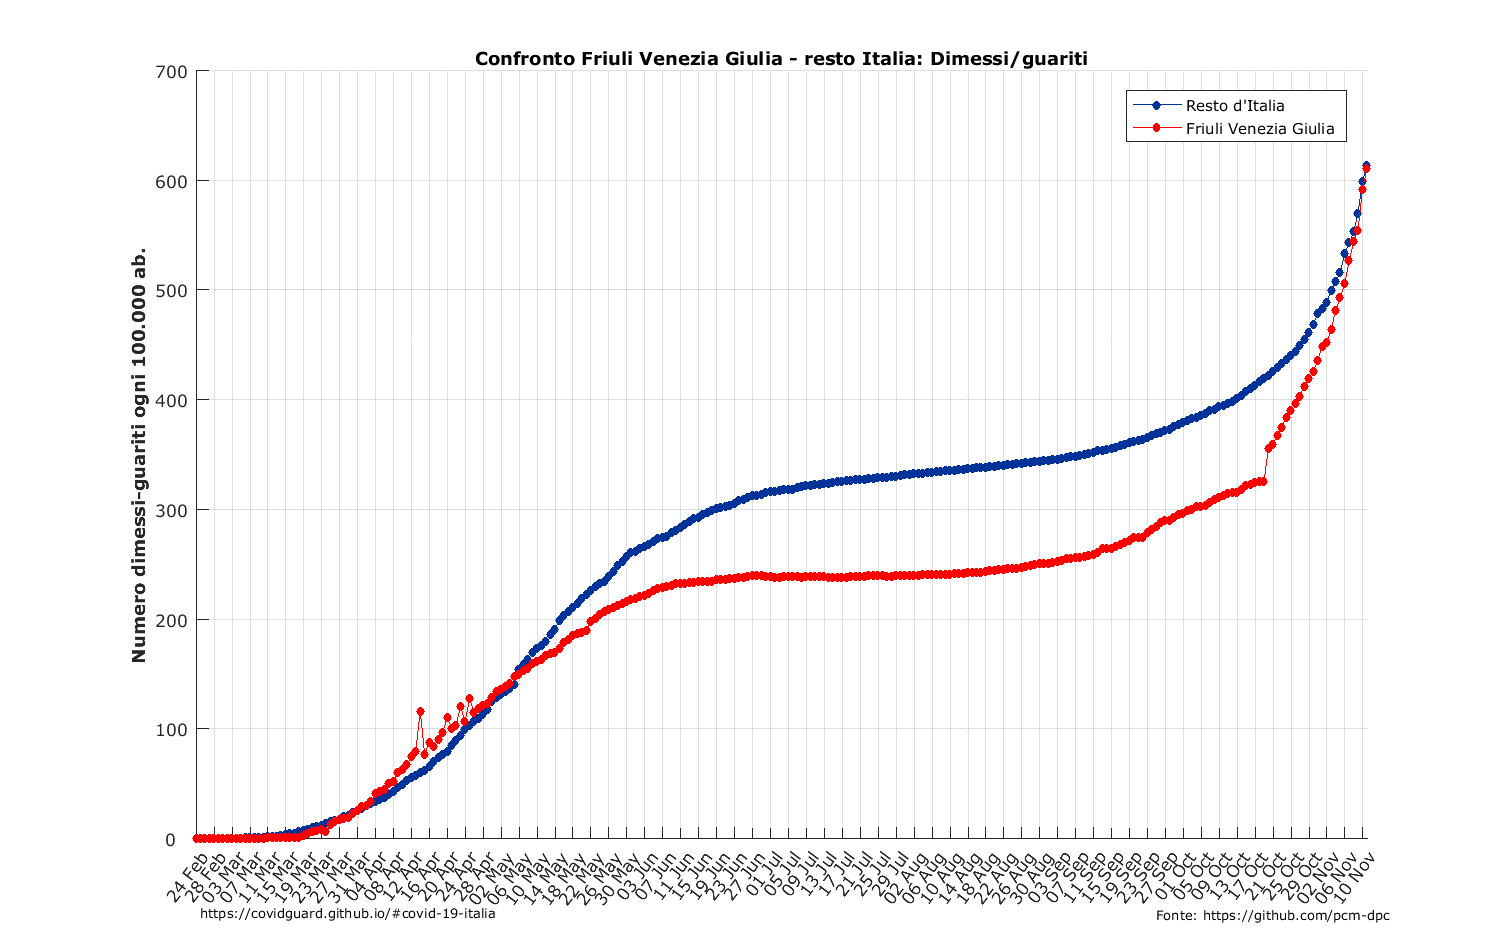 Confronto Friuli Venezia Giulia - resto Italia: Dimessi/guariti
Resto d'Italia
Friuli Venezia Giulia
Numero dimessi-guariti ogni 100.000 ab.
700
600
500
400
300
200
100
0
24 Feb
28 Feb
03 Mar
07 Mar
11 Mar
15 Mar
19 Mar
23 Mar
27 Mar
31 Mar
04 Apr
08 Apr
12 Apr
16 Apr
20 Apr
24 Apr
28 Apr
02 May
06 May
10 May
14 May
18 May
22 May
26 May
30 May
03 Jun
07 Jun
11 Jun
15 Jun
19 Jun
23 Jun
27 Jun
01 Jul
05 Jul
09 Jul
13 Jul
17 Jul
21 Jul
25 Jul
29 Jul
02 Aug
06 Aug
10 Aug
14 Aug
18 Aug
22 Aug
26 Aug
30 Aug
03 Sep
07 Sep
11 Sep
15 Sep
19 Sep
23 Sep
27 Sep
01 Oct
05 Oct
09 Oct
13 Oct
17 Oct
21 Oct
25 Oct
29 Oct
02 Nov
06 Nov
10 Nov
https://covidguard.github.io/#covid-19-italia
Fonte: https://github.com/pcm-dpc